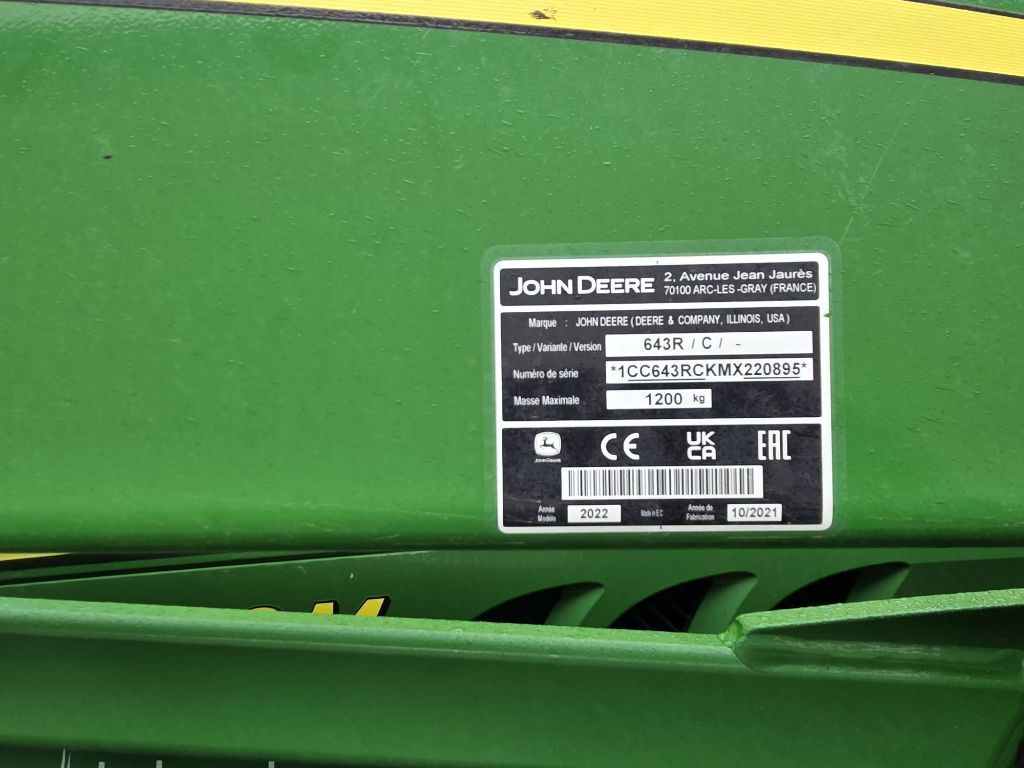 JOHN DEERE
2, Avenue Jean Jaurès
70100 ARC-LES -GRAY (FRANCE)
Marque : JOHN DEERE ( DEERE & COMPANY, ILLINOIS, USA )
Type / Variante / Version 643R / C / -
Numéro de série *1CC643RCKMX220895*
Masse Maximale 1200 kg
JOHN DEERE
CE UK CA EAC
Année Modèle 2022 Made in E C Année de Fabrication 10/2021
M